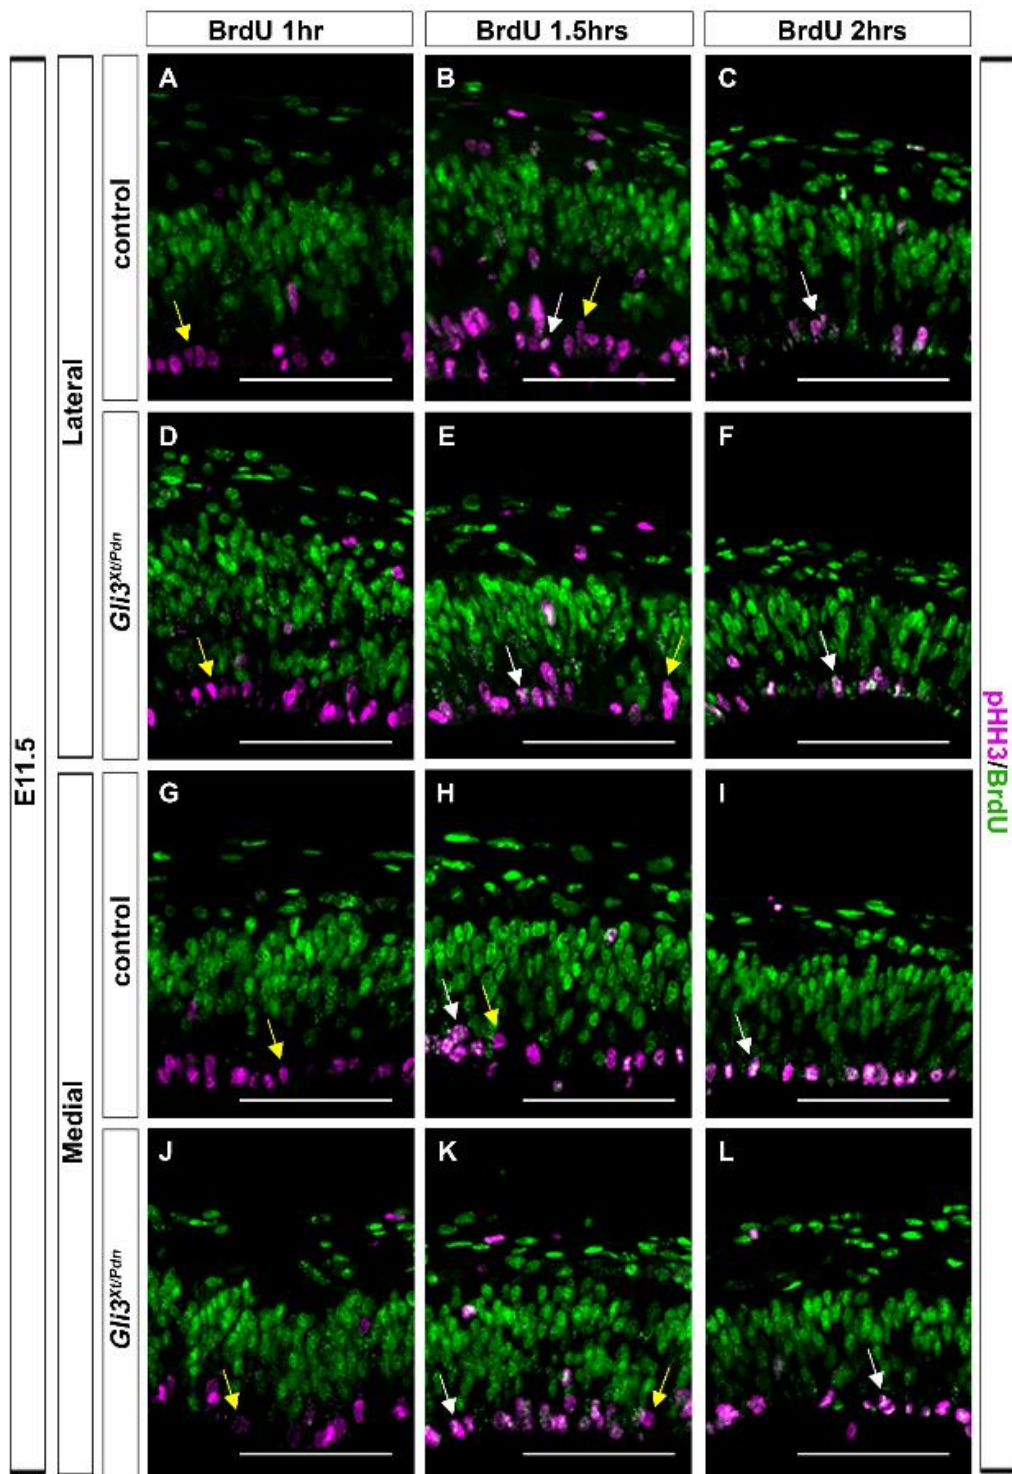 BrdU 1hr
BrdU 1.5hrs
BrdU 2hrs
E11.5
Lateral
control
A
B
C
Gli3Xt/Pdn
D
E
F
Medial
control
G
H
I
Gli3Xt/Pdn
J
K
L
pHH3/BrdU